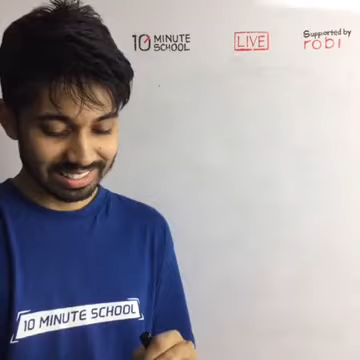 10 MINUTE
SCHOOL
LIVE
Supported by
robi
10 MINUTE SCHOOL